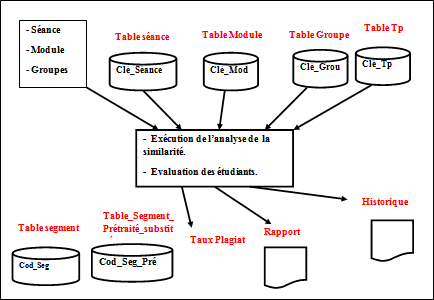 - Séance
- Module
- Groupes
Table séance
Table Module
Table Groupe
Table Tp
Cle_Séance
Cle_Mod
Cle_Grou
Cle_Tp
- Exécution de l'analyse de la
similarité.
- Evaluation des étudiants.
Table segment
Table_Segment_
Prétraité_substit
Taux Plagiat
Rapport
Historique
Cod_Seg
Cod_Seg_Pré